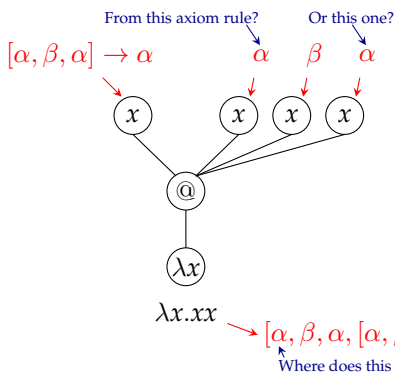 From this axiom rule? Or this one?
[α, β, α] → α α β α
x x x x
@
λx
λx.xx
[α, β, α, [α,
Where does this